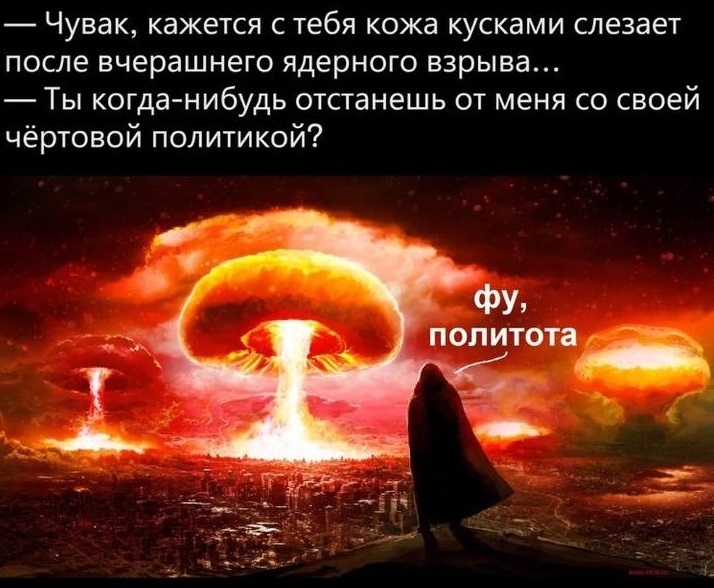 — Чувак, кажется с тебя кожа кусками слезает
после вчерашнего ядерного взрыва...
— Ты когда-нибудь отстанешь от меня со своей
чёртовой политикой?
фу,
политота